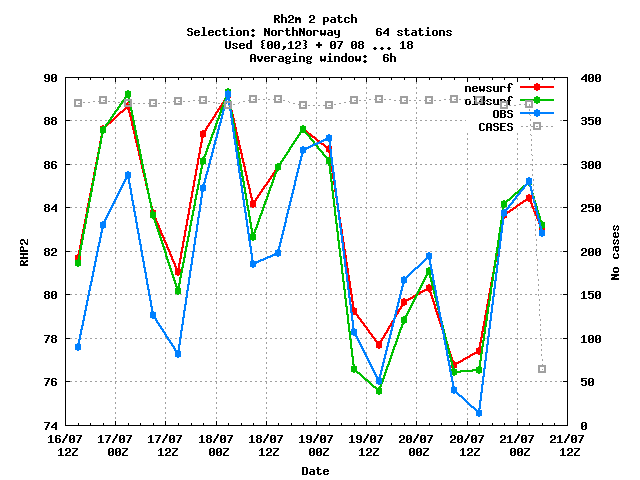 Rh2m 2 patch
Selection: NorthNorway     64 stations
Used {00,12} + 07 08 ... 18
Averaging window:  6h
newsurf
oldsurf
OBS
CASES
90
88
86
84
82
80
78
76
74
RHP2
400
350
300
250
200
150
100
50
0
No cases
16/07 12Z
17/07 00Z
17/07 12Z
18/07 00Z
18/07 12Z
19/07 00Z
19/07 12Z
20/07 00Z
20/07 12Z
21/07 00Z
21/07 12Z
Date